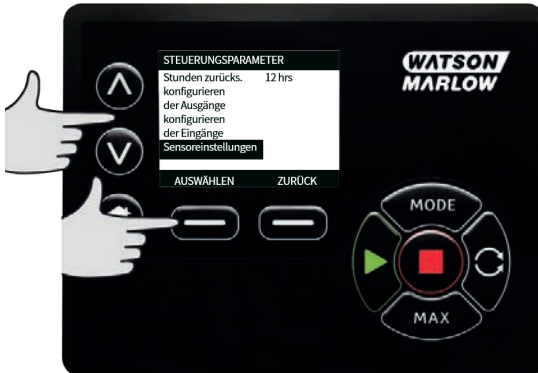 STEUERUNGSPARAMETER
Stunden zurücks. 12 hrs
konfigurieren
der Ausgänge
konfigurieren
der Eingänge
Sensoreinstellungen
AUSWÄHLEN ZURÜCK
WATSON
MARLOW
MODE
MAX